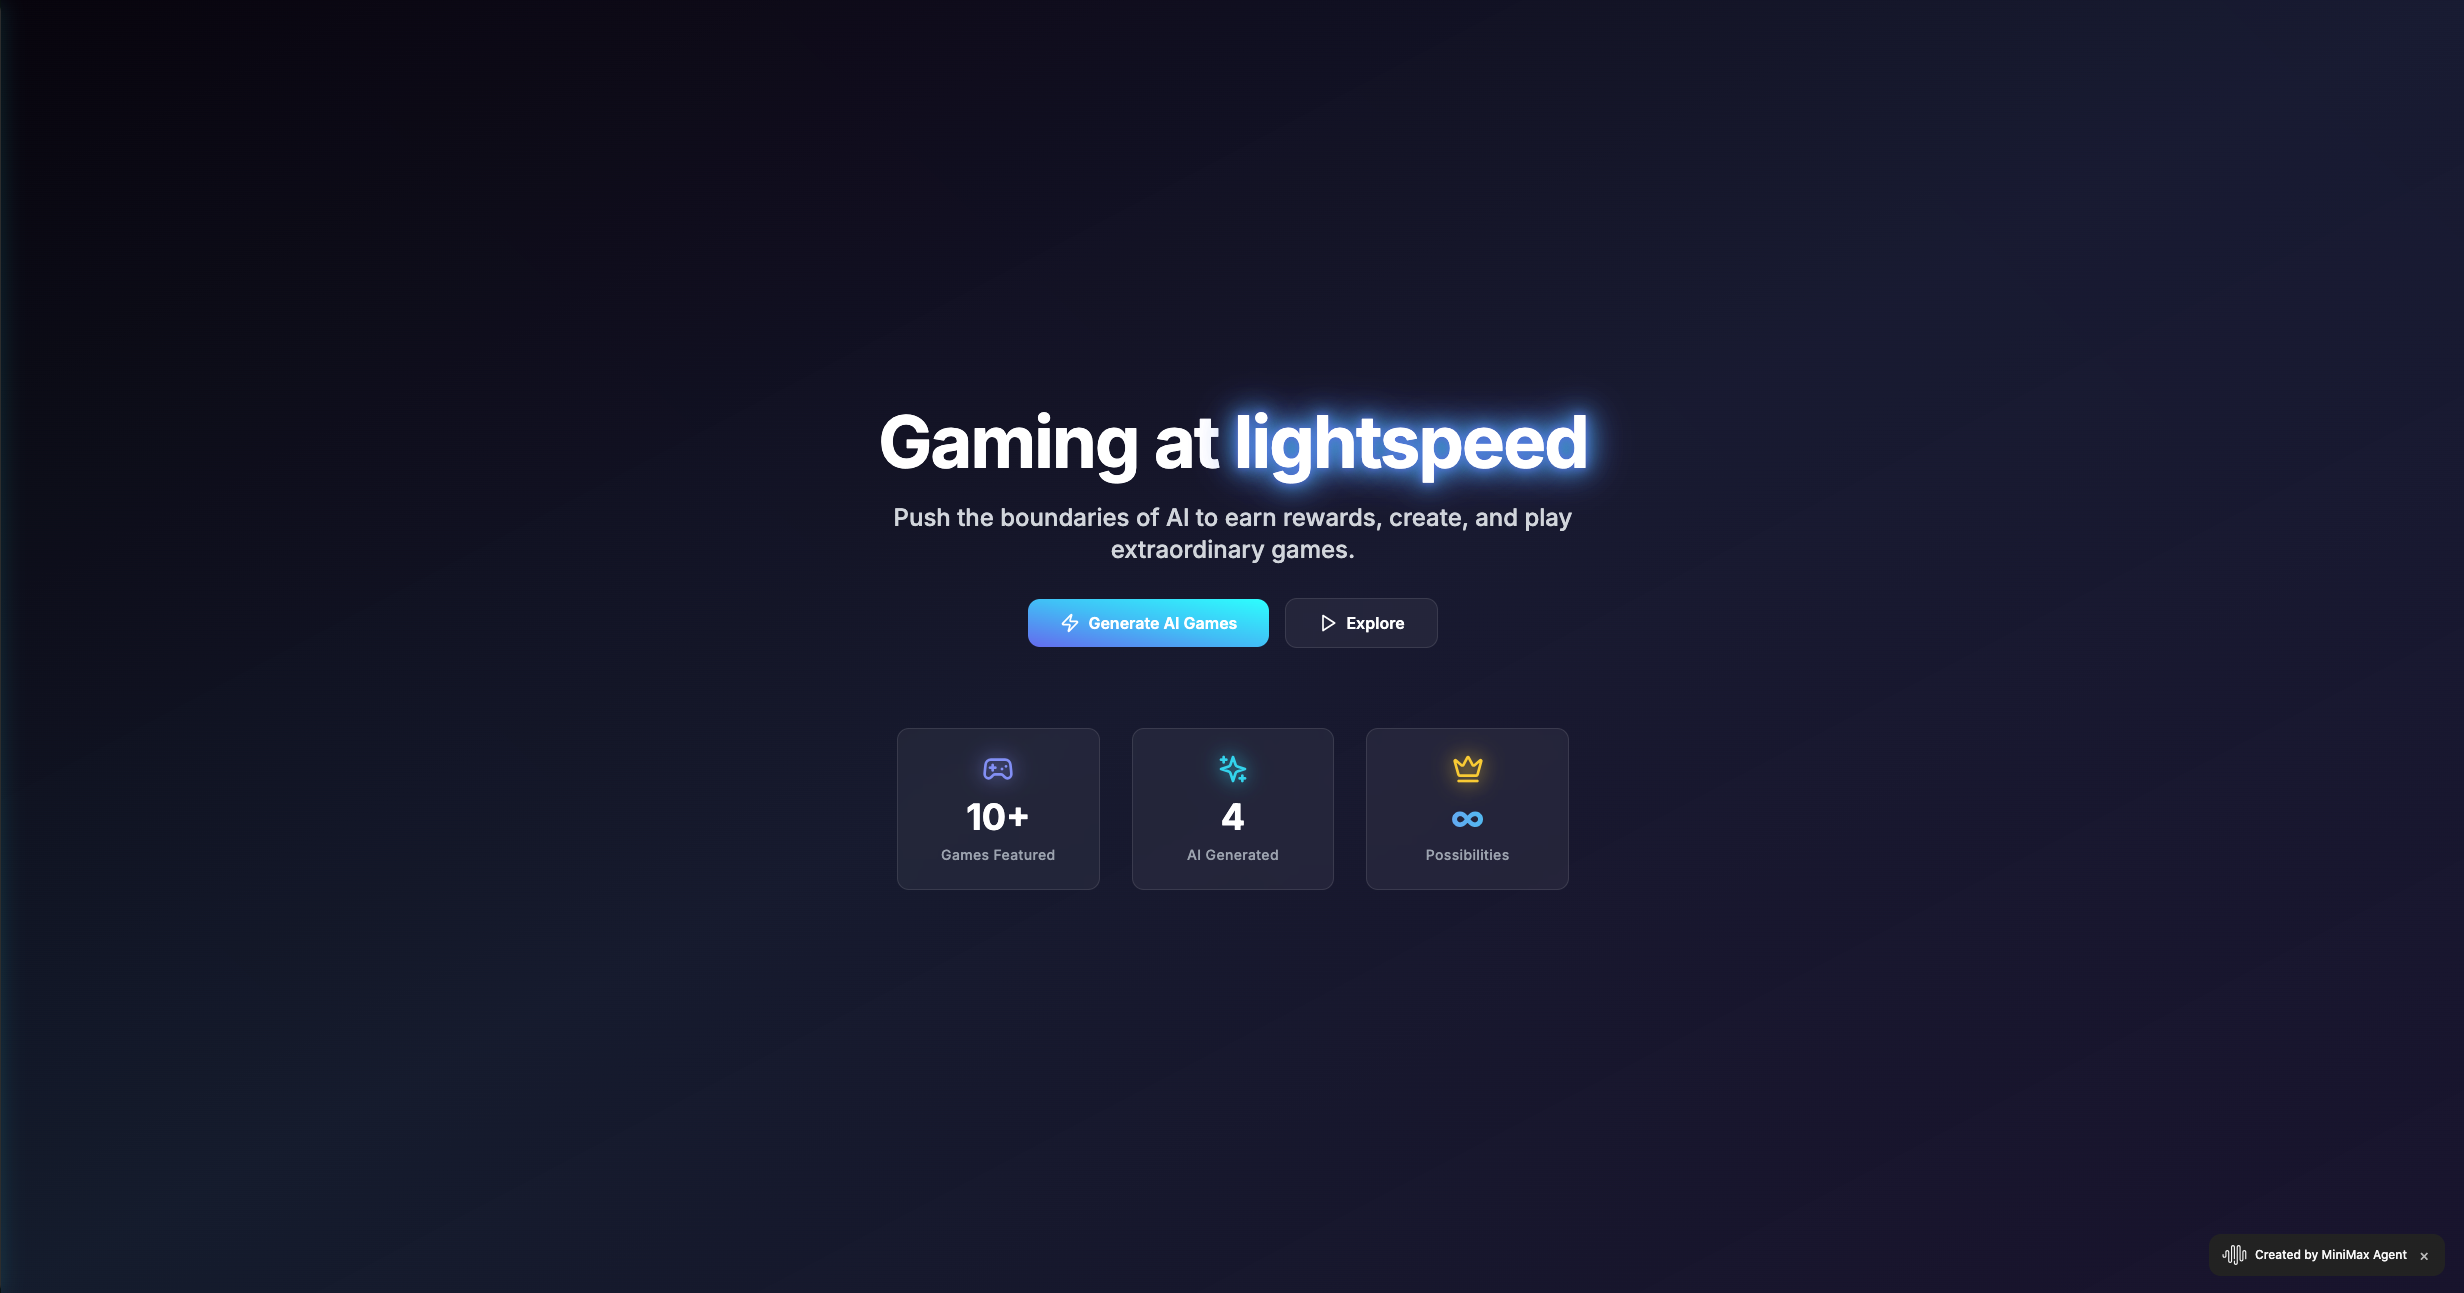 Gaming at lightspeed
Push the boundaries of AI to earn rewards, create, and play
extraordinary games.
Generate AI Games
Explore
10+
Games Featured
4
AI Generated
∞
Possibilities
Created by MiniMax Agent ×